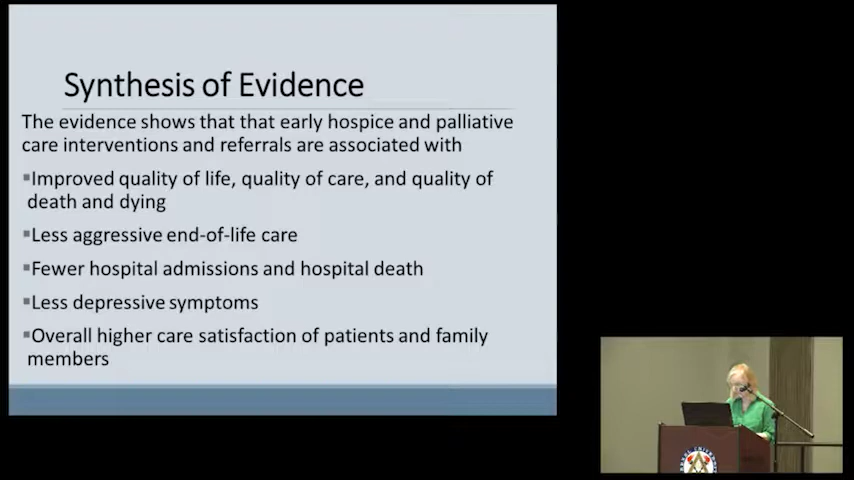 Synthesis of Evidence
The evidence shows that that early hospice and palliative
care interventions and referrals are associated with
▪Improved quality of life, quality of care, and quality of
death and dying
▪Less aggressive end-of-life care
▪Fewer hospital admissions and hospital death
▪Less depressive symptoms
▪Overall higher care satisfaction of patients and family
members